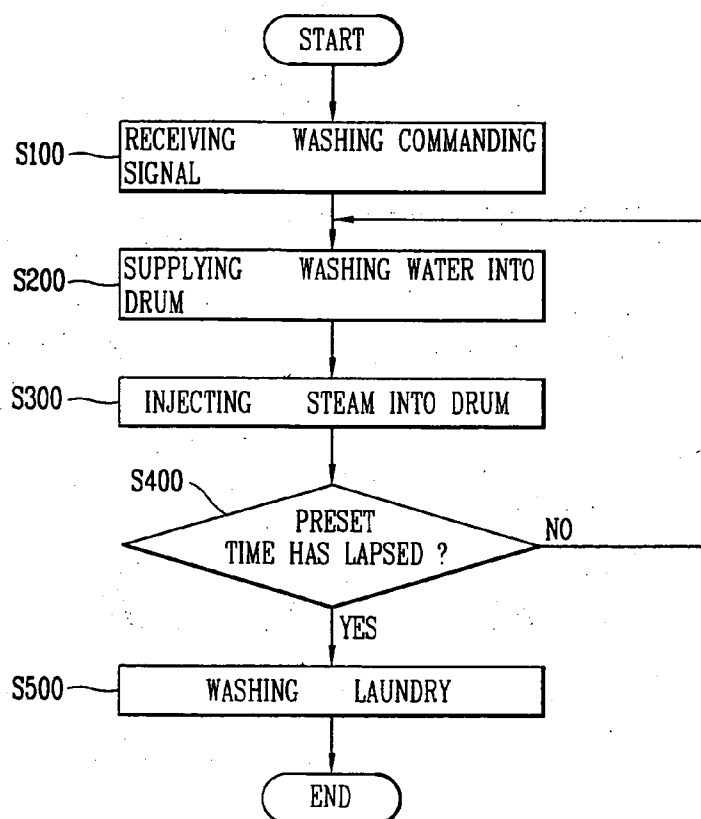 START
S100
RECEIVING WASHING COMMANDING
SIGNAL
S200
SUPPLYING WASHING WATER INTO
DRUM
S300
INJECTING STEAM INTO DRUM
S400
PRESET
TIME HAS LAPSED ?
NO
YES
S500
WASHING LAUNDRY
END